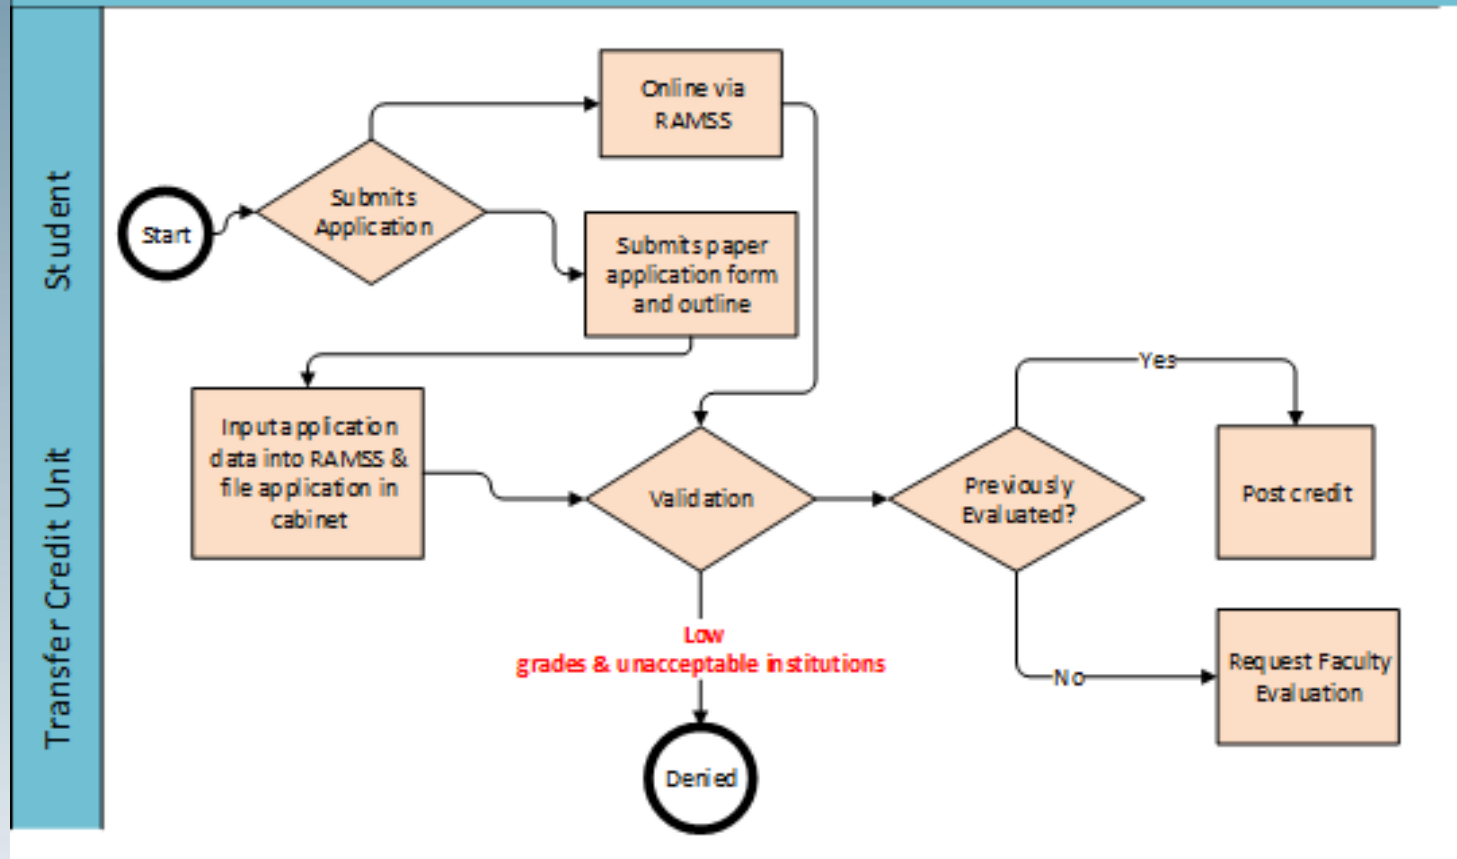 Student
Transfer Credit Unit
Start
Submits
Application
Online via
RAMSS
Submits paper
application form
and outline
Input application
data into RAMSS &
file application in
cabinet
Validation
Low
grades & unacceptable institutions
Denied
Previously
Evaluated?
Yes
Post credit
No
Request Faculty
Evaluation